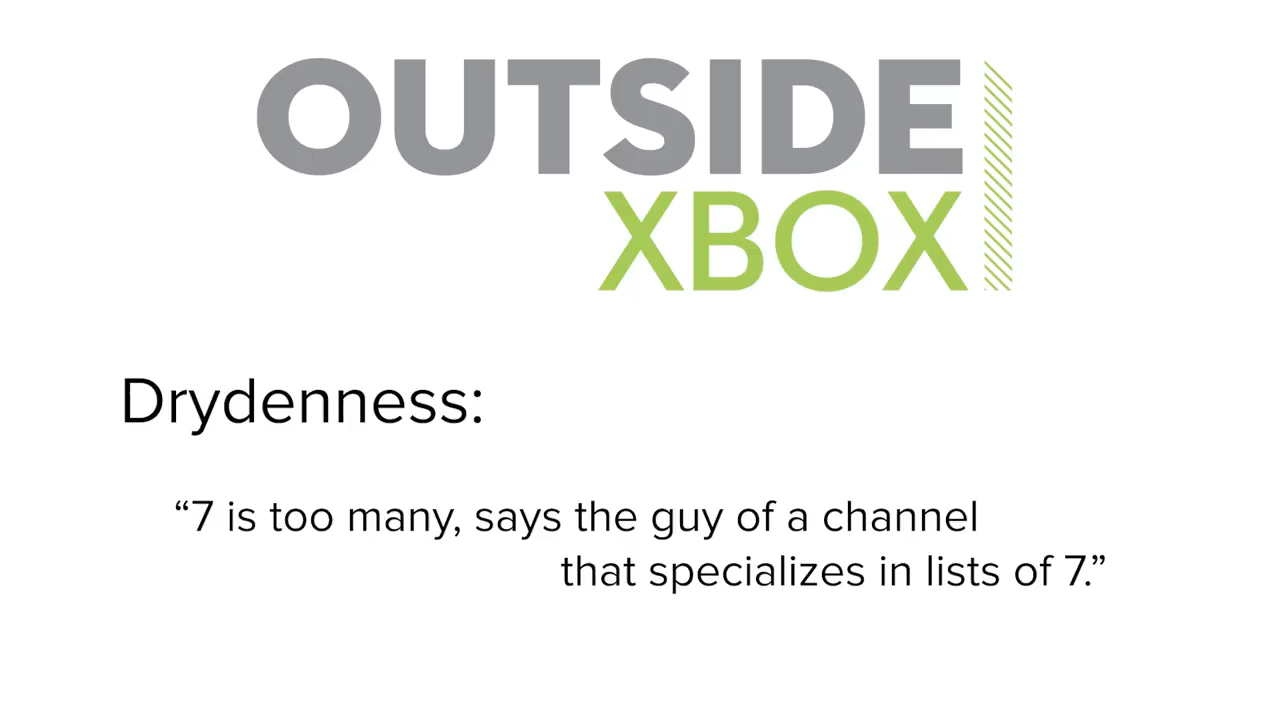 OUTSIDE
XBOX
Drydenness:
“7 is too many, says the guy of a channel
that specializes in lists of 7.”